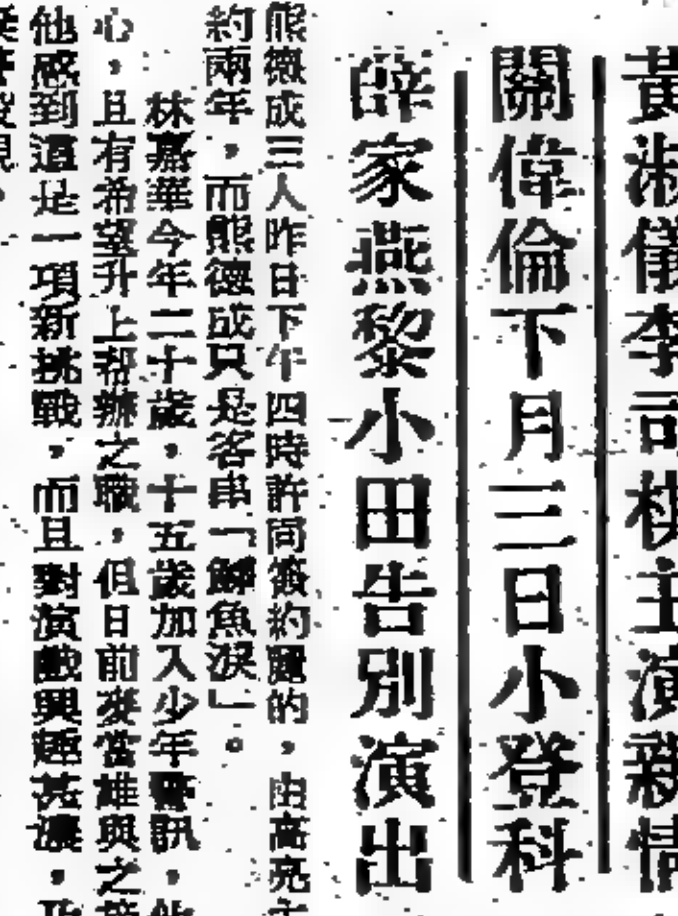 黃淑儀李司棋主演親情
關偉倫下月三日小登科
薛家燕黎小田告別演出
熊德成三人昨日下午四時許同簽約麗的，由高亮
約兩年，而熊德成只是客串「鱷魚淚」。
林嘉華今年二十歲，十五歲加入少年警訊，他
心，且有希望升上幫辦之職，但日前麥當雄與之
他感到這是一項新挑戰，而且對演戲興趣甚濃，